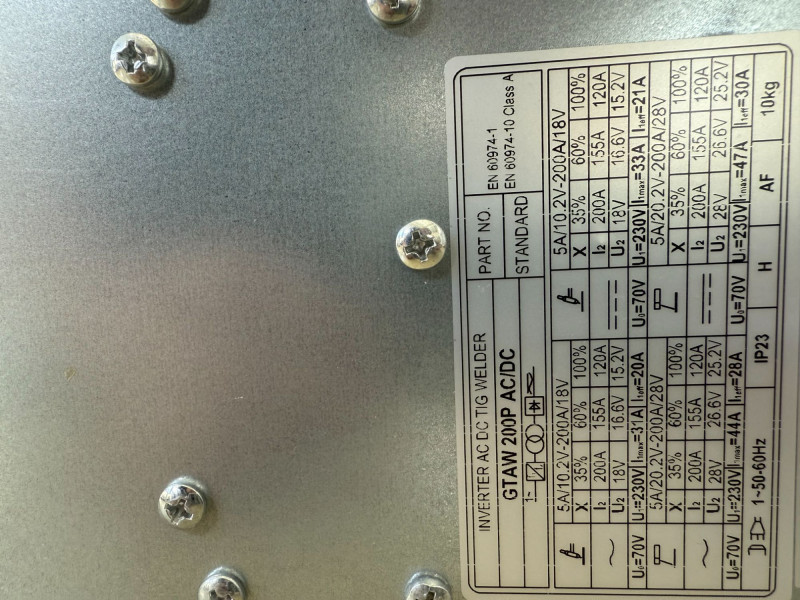 INVERTER AC DC TIG WELDER
GTAW 200P AC/DC
1~
PART NO.
STANDARD
EN 60974-1
EN 60974-10 Class A
5A/10.2V-200A/18V
X 35% 60% 100%
I2 200A 155A 120A
~
U2 18V 16.6V 15.2V
U0=70V U1=230V I1max=31A I1eff=20A
5A/10.2V-200A/18V
X 35% 60% 100%
I2 200A 155A 120A
U2 18V 16.6V 15.2V
U0=70V U1=230V I1max=33A I1eff=21A
5A/20.2V-200A/28V
X 35% 60% 100%
I2 200A 155A 120A
~
U2 28V 26.6V 25.2V
U0=70V U1=230V I1max=44A I1eff=28A
5A/20.2V-200A/28V
X 35% 60% 100%
I2 200A 155A 120A
U2 28V 26.6V 25.2V
U0=70V U1=230V I1max=47A I1eff=30A
1~50-60Hz IP23 H AF 10kg